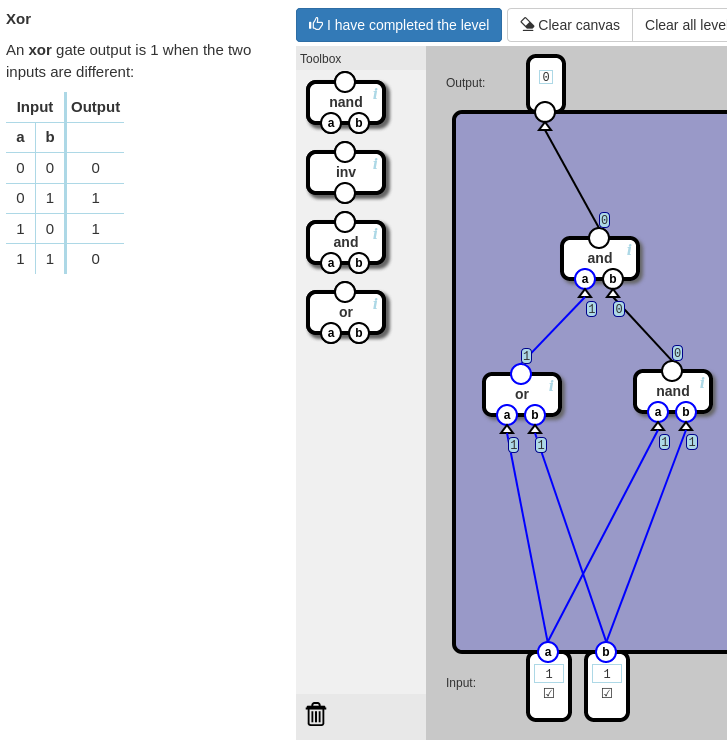 Xor
An xor gate output is 1 when the two
inputs are different:
Input Output
a b
0 0 0
0 1 1
1 0 1
1 1 0
I have completed the level
Clear canvas
Clear all leve
Toolbox
nand
i
a b
inv
i
and
i
a b
or
i
a b
Output:
0
0
and
i
a b
1 0
1
or
i
a b
1 1
0
nand
i
a b
1 1
Input:
a b
1 1